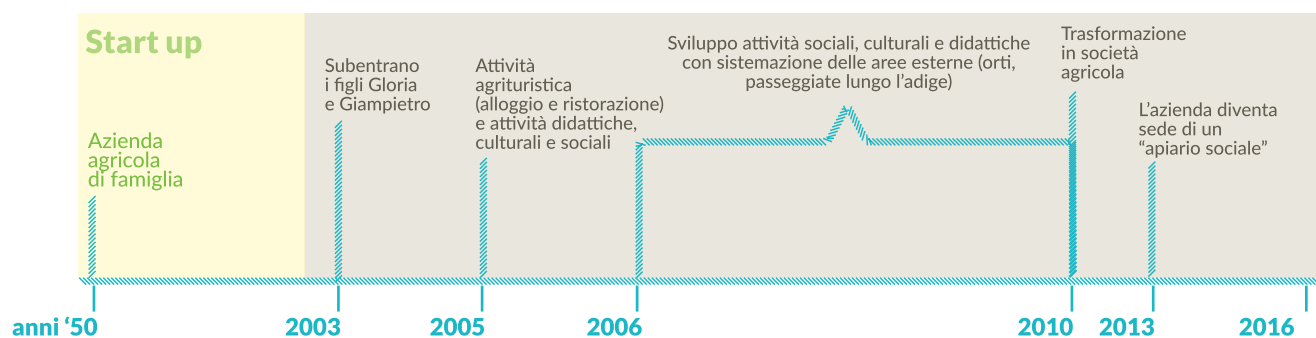 Start up
Azienda
agricola
di famiglia
Subentrano
i figli Gloria
e Giampietro
Attività
agrituristica
(alloggio e ristorazione)
e attività didattiche,
culturali e sociali
Sviluppo attività sociali, culturali e didattiche
con sistemazione delle aree esterne (orti,
passeggiate lungo l’adige)
Trasformazione
in società
agricola
L’azienda diventa
sede di un
“apiario sociale”
anni ‘50 2003 2005 2006 2010 2013 2016